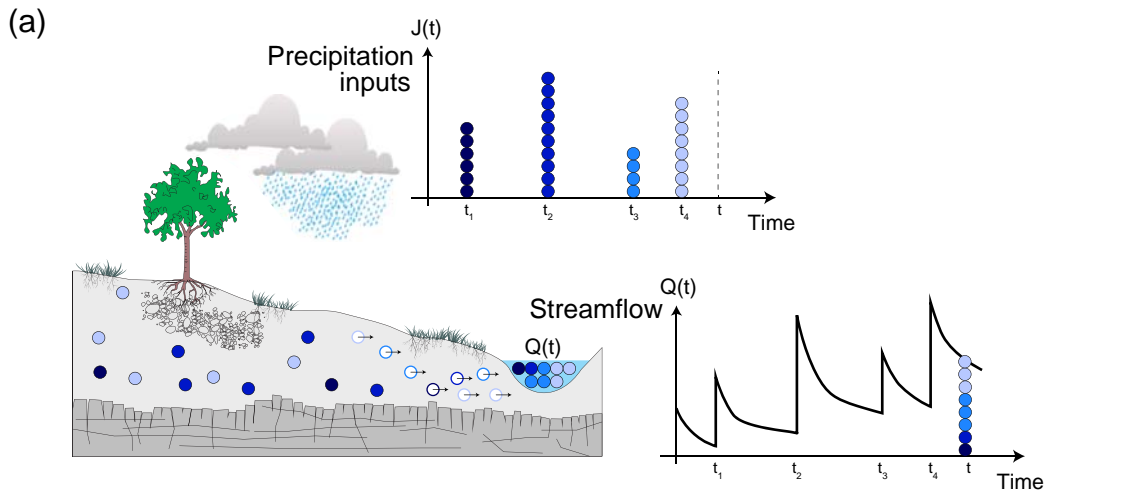 (a)
J(t)
Precipitation
inputs
t₁ t₂ t₃ t₄ t
Time
Streamflow
Q(t)
Q(t)
t₁ t₂ t₃ t₄ t
Time